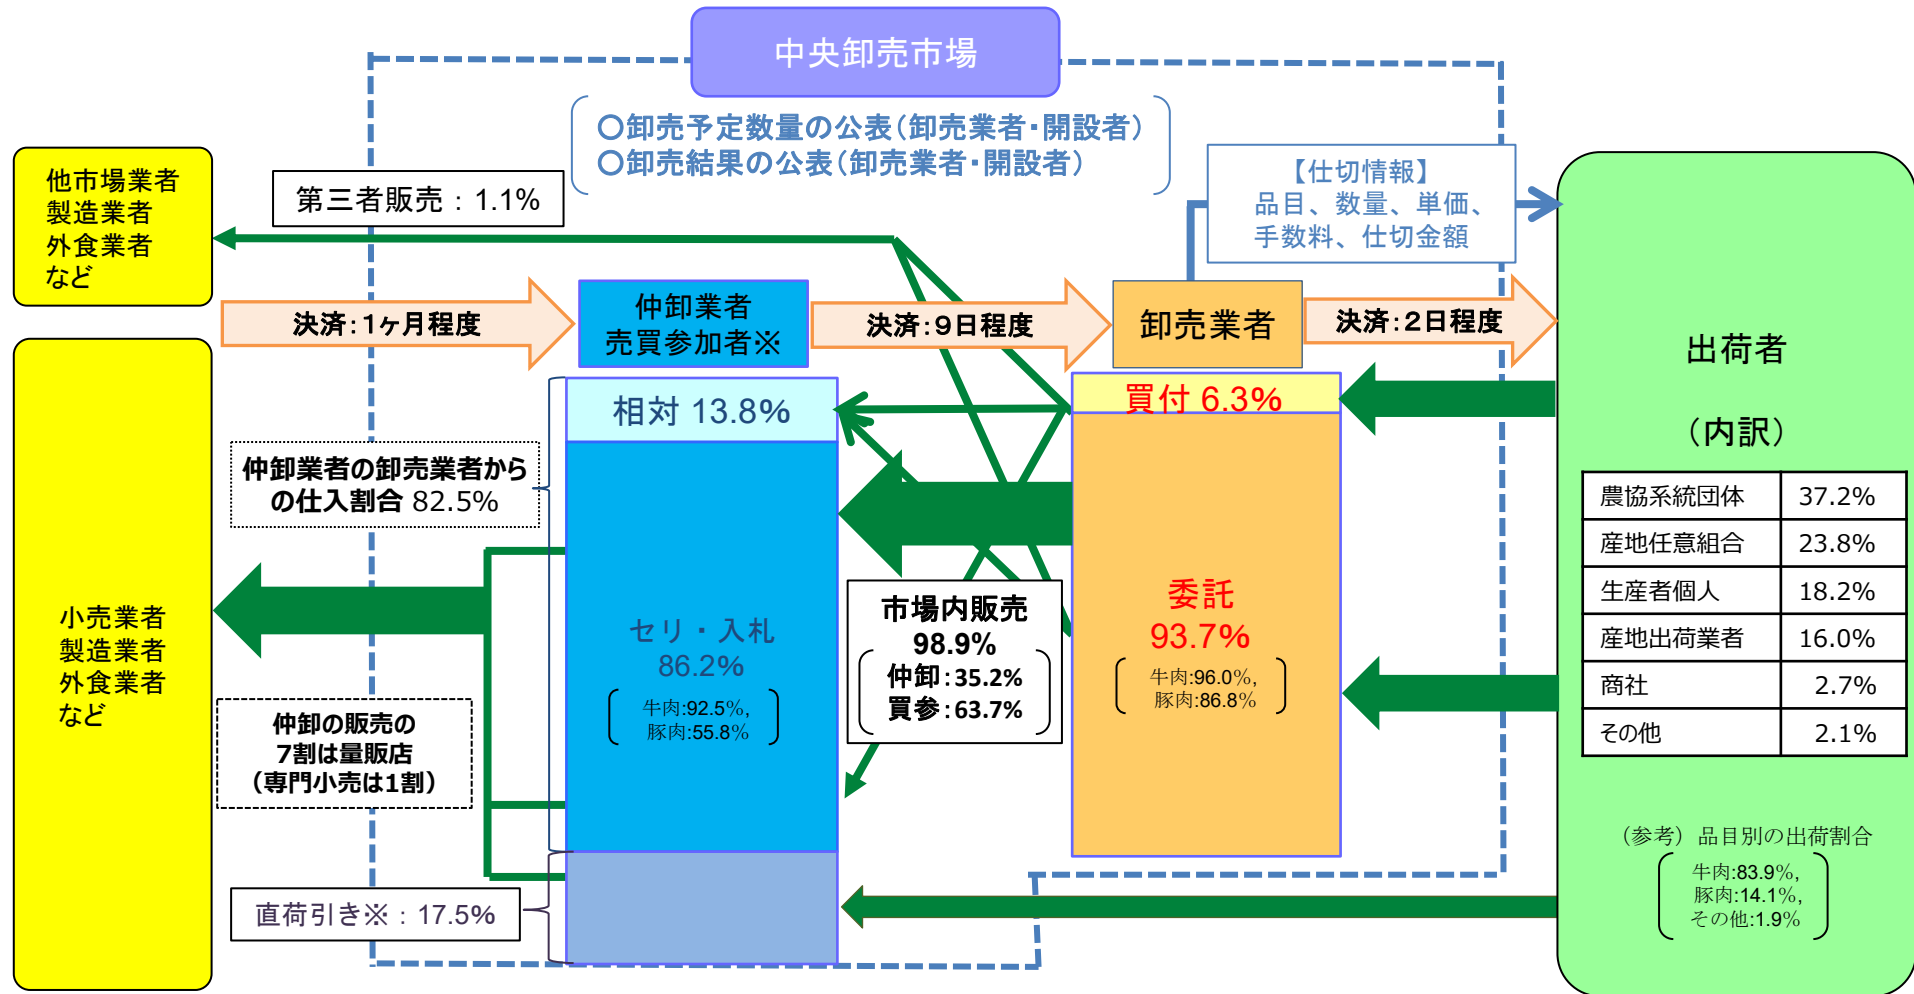 中央卸売市場
○卸売予定数量の公表(卸売業者・開設者)
○卸売結果の公表(卸売業者・開設者)
他市場業者
製造業者
外食業者
など
第三者販売:1.1%
【仕切情報】
品目、数量、単価、
手数料、仕切金額
決済:1ヶ月程度
仲卸業者
売買参加者※
決済:9日程度
卸売業者
決済:2日程度
出荷者
(内訳)
農協系統団体 37.2%
産地任意組合 23.8%
生産者個人 18.2%
産地出荷業者 16.0%
商社 2.7%
その他 2.1%
(参考)品目別の出荷割合
牛肉:83.9%,
豚肉:14.1%,
その他:1.9%
相対 13.8%
買付 6.3%
仲卸業者の卸売業者から
の仕入割合 82.5%
セリ・入札
86.2%
牛肉:92.5%,
豚肉:55.8%
市場内販売
98.9%
仲卸:35.2%
買参:63.7%
委託
93.7%
牛肉:96.0%,
豚肉:86.8%
小売業者
製造業者
外食業者
など
仲卸の販売の
7割は量販店
(専門小売は1割)
直荷引き※:17.5%